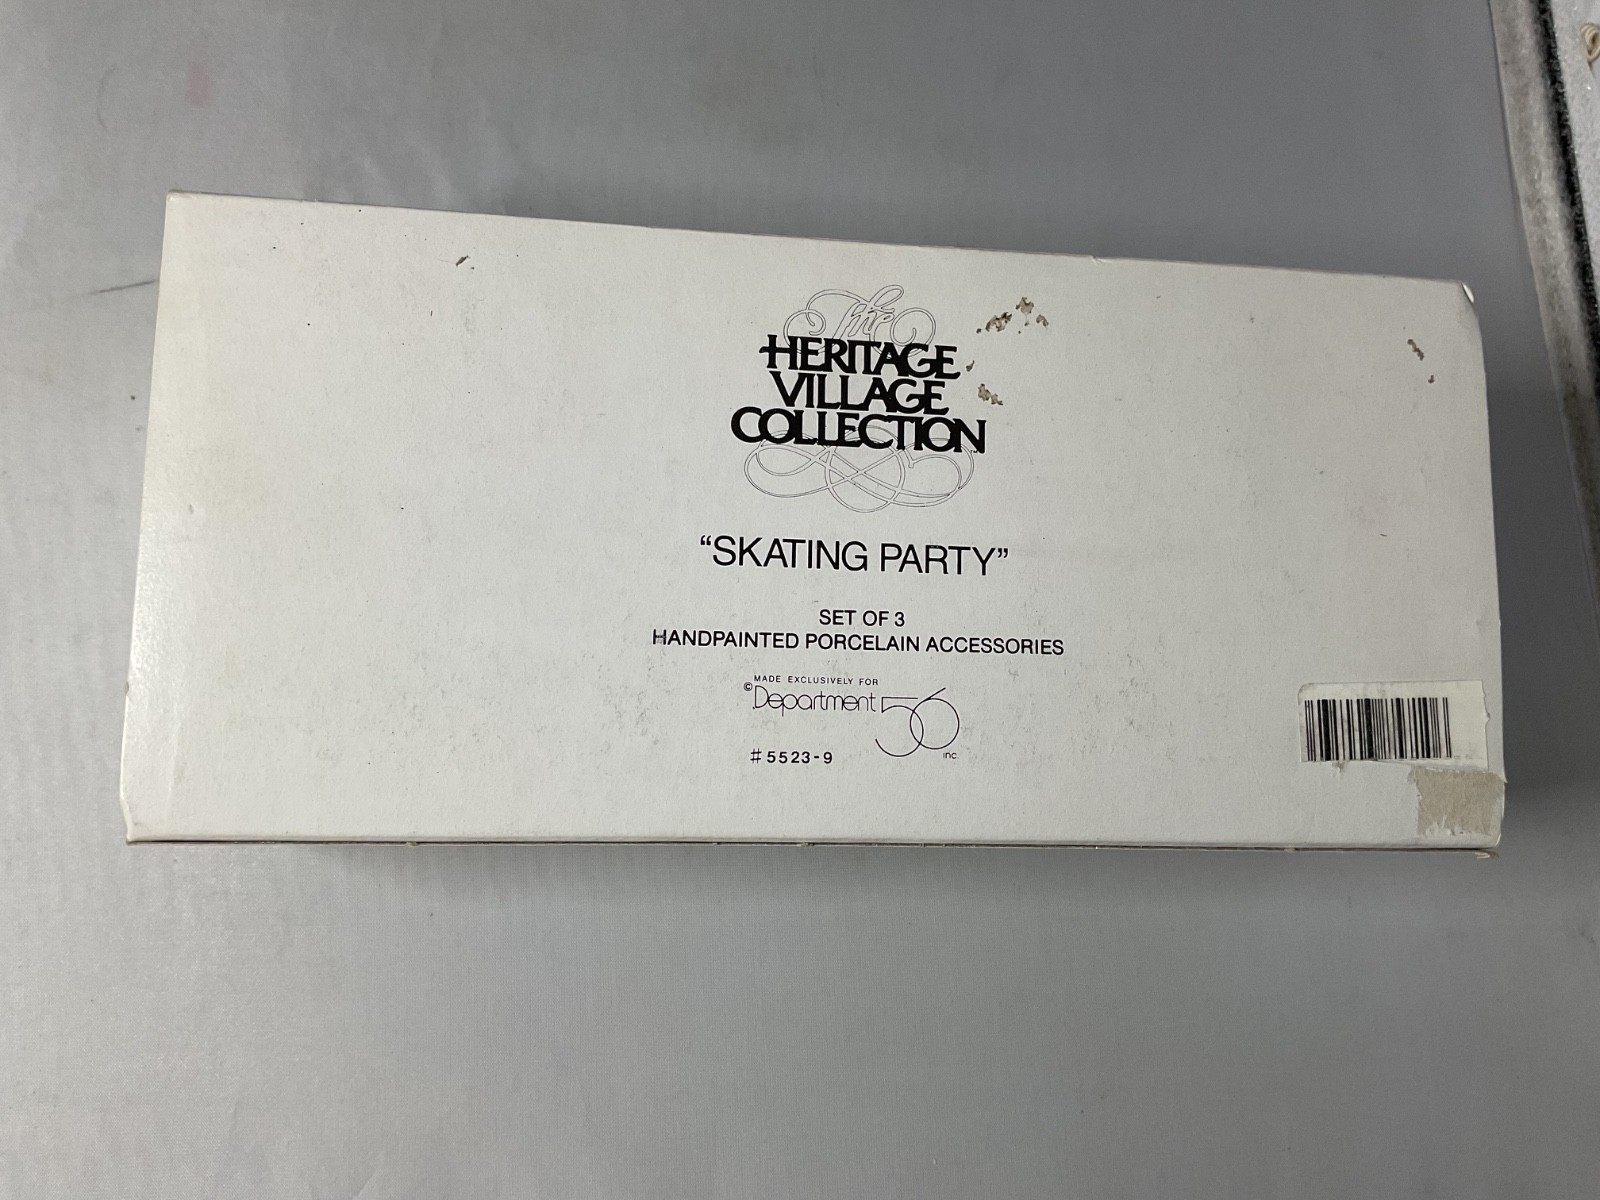 The
HERITAGE
VILLAGE
COLLECTION
“SKATING PARTY”
SET OF 3
HANDPAINTED PORCELAIN ACCESSORIES
MADE EXCLUSIVELY FOR
© Department 56 inc.
#5523-9